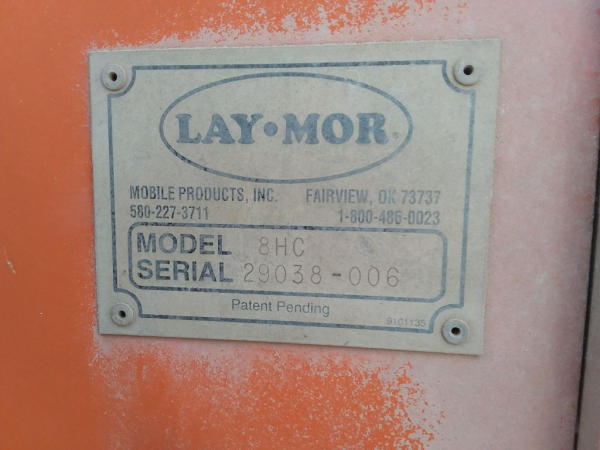 LAY•MOR®
MOBILE PRODUCTS, INC. FAIRVIEW, OK 73737
580-227-3711 1-800-486-0023
MODEL 8HC
SERIAL 29038-006
Patent Pending
9101135